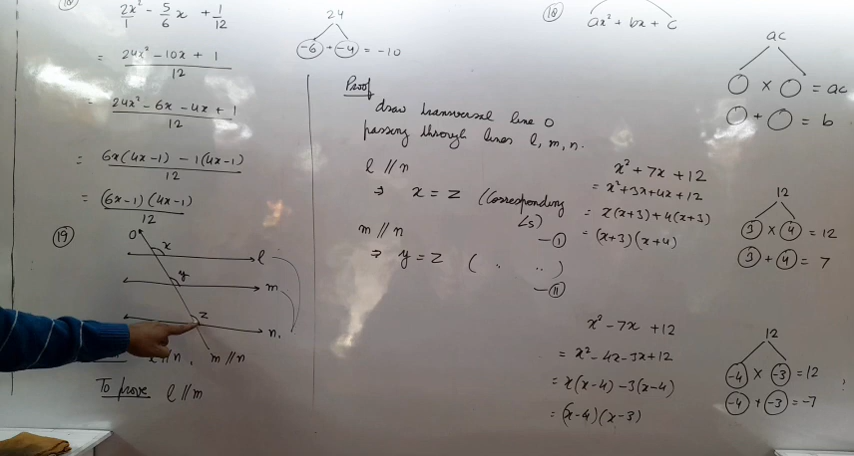 2x²/1 - 5/6 x + 1/12
= 24x² - 10x + 1 / 12
= 24x² - 6x - 4x + 1 / 12
= 6x(4x-1) - 1(4x-1) / 12
= (6x-1)(4x-1) / 12
24
-6 + -4 = -10
19
O
x
l
y
m
z
n.
l//n, m//n
To prove l//m
Proof
draw transversal line O
passing through lines l, m, n.
l // n
⇒ x = z (Corresponding
∠s)
— I
m // n
⇒ y = z ( " " )
— II
18
ax² + bx + c
ac
O x O = ac
O + O = b
x² + 7x + 12
= x² + 3x + 4x + 12
= x(x+3) + 4(x+3)
= (x+3)(x+4)
12
3 x 4 = 12
3 + 4 = 7
x² - 7x + 12
= x² - 4x - 3x + 12
= x(x-4) - 3(x-4)
= (x-4)(x-3)
12
-4 x -3 = 12
-4 + -3 = -7